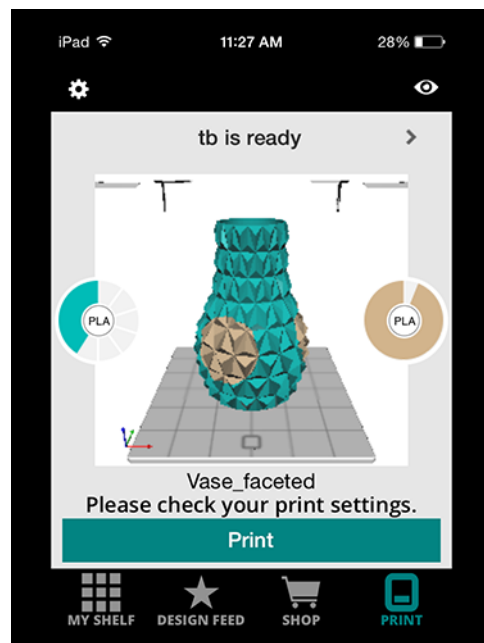 iPad 11:27 AM 28%
tb is ready
PLA PLA
Vase_faceted
Please check your print settings.
Print
MY SHELF DESIGN FEED SHOP PRINT